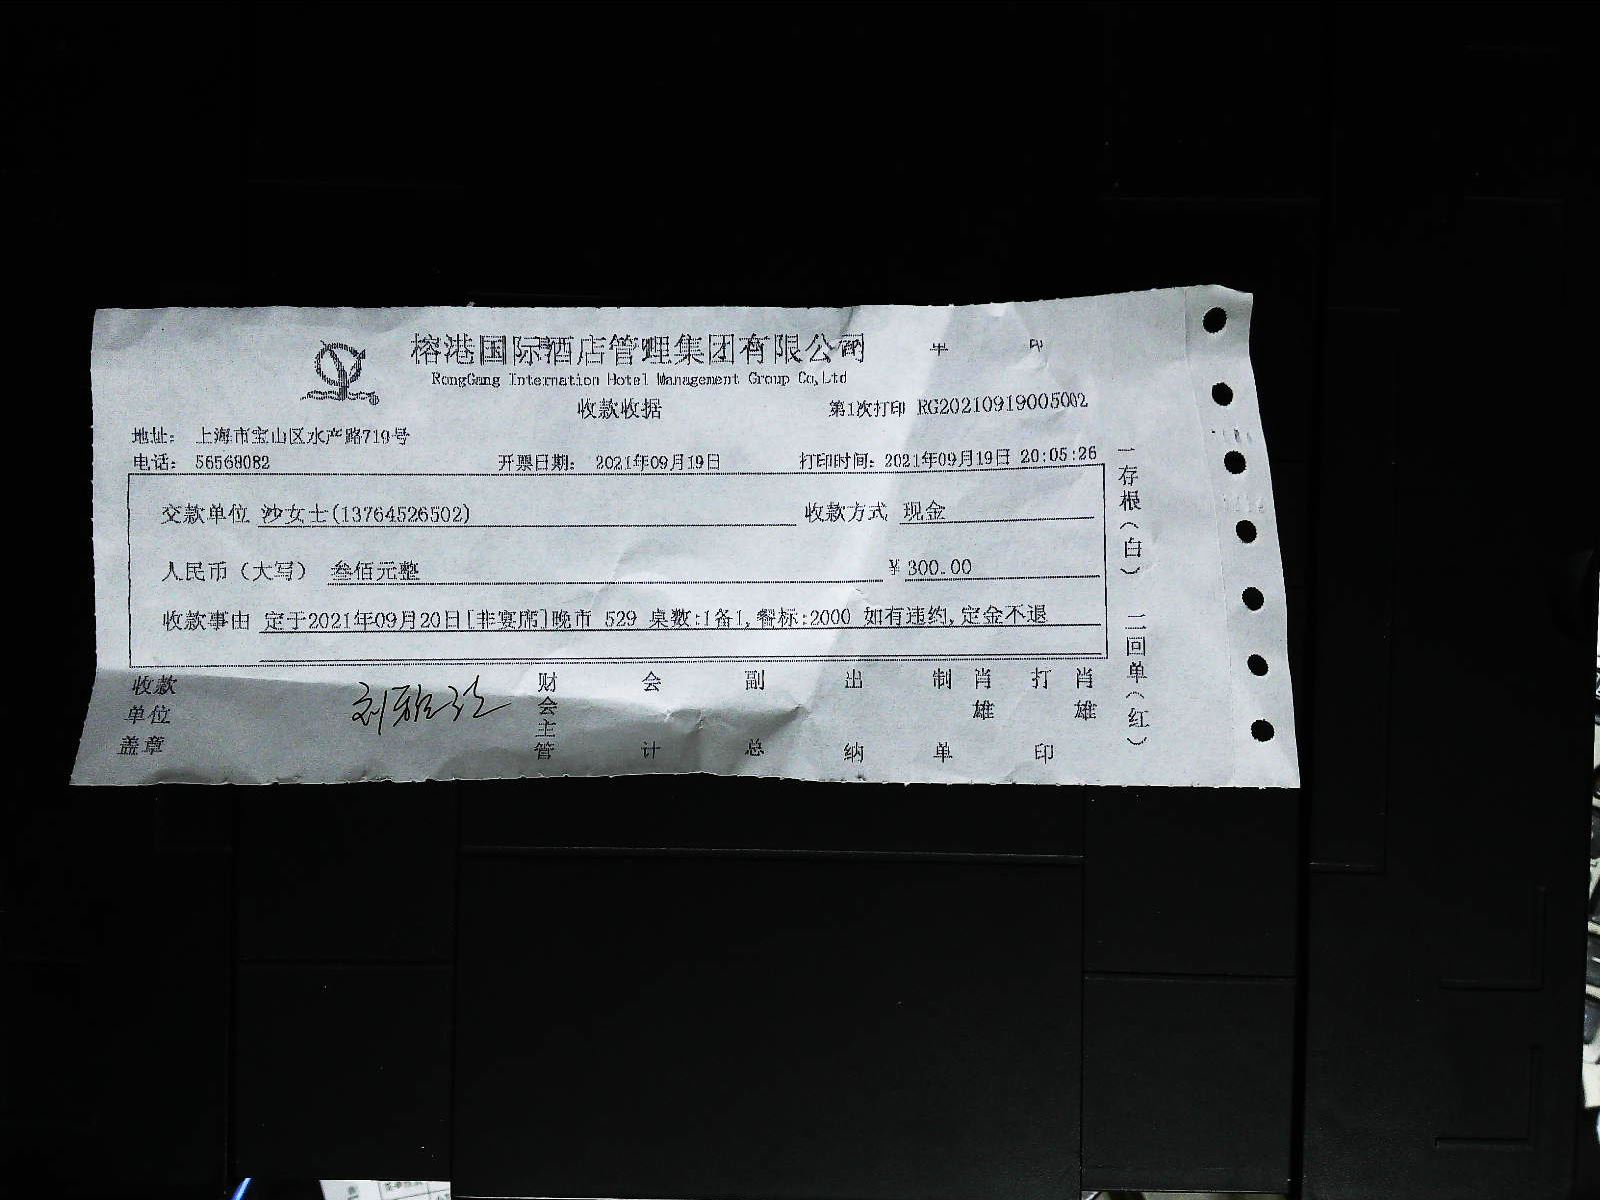 榕港国际酒店管理集团有限公司
RongGang Internation Hotel Management Group Co,Ltd
收款收据
第1次打印 RG20210919005002
地址： 上海市宝山区水产路719号
电话： 56569082
开票日期： 2021年09月19日
打印时间：2021年09月19日 20:05:26
交款单位 沙女士(13764526502)
收款方式 现金
人民币（大写） 叁佰元整
￥300.00
收款事由 定于2021年09月20日[非宴席]晚市 529 桌数:1备1,餐标:2000 如有违约,定金不退
收款单位盖章
财会主管
会计
副总
出纳
制单 肖雄
打印 肖雄
一存根（白） 二回单（红）